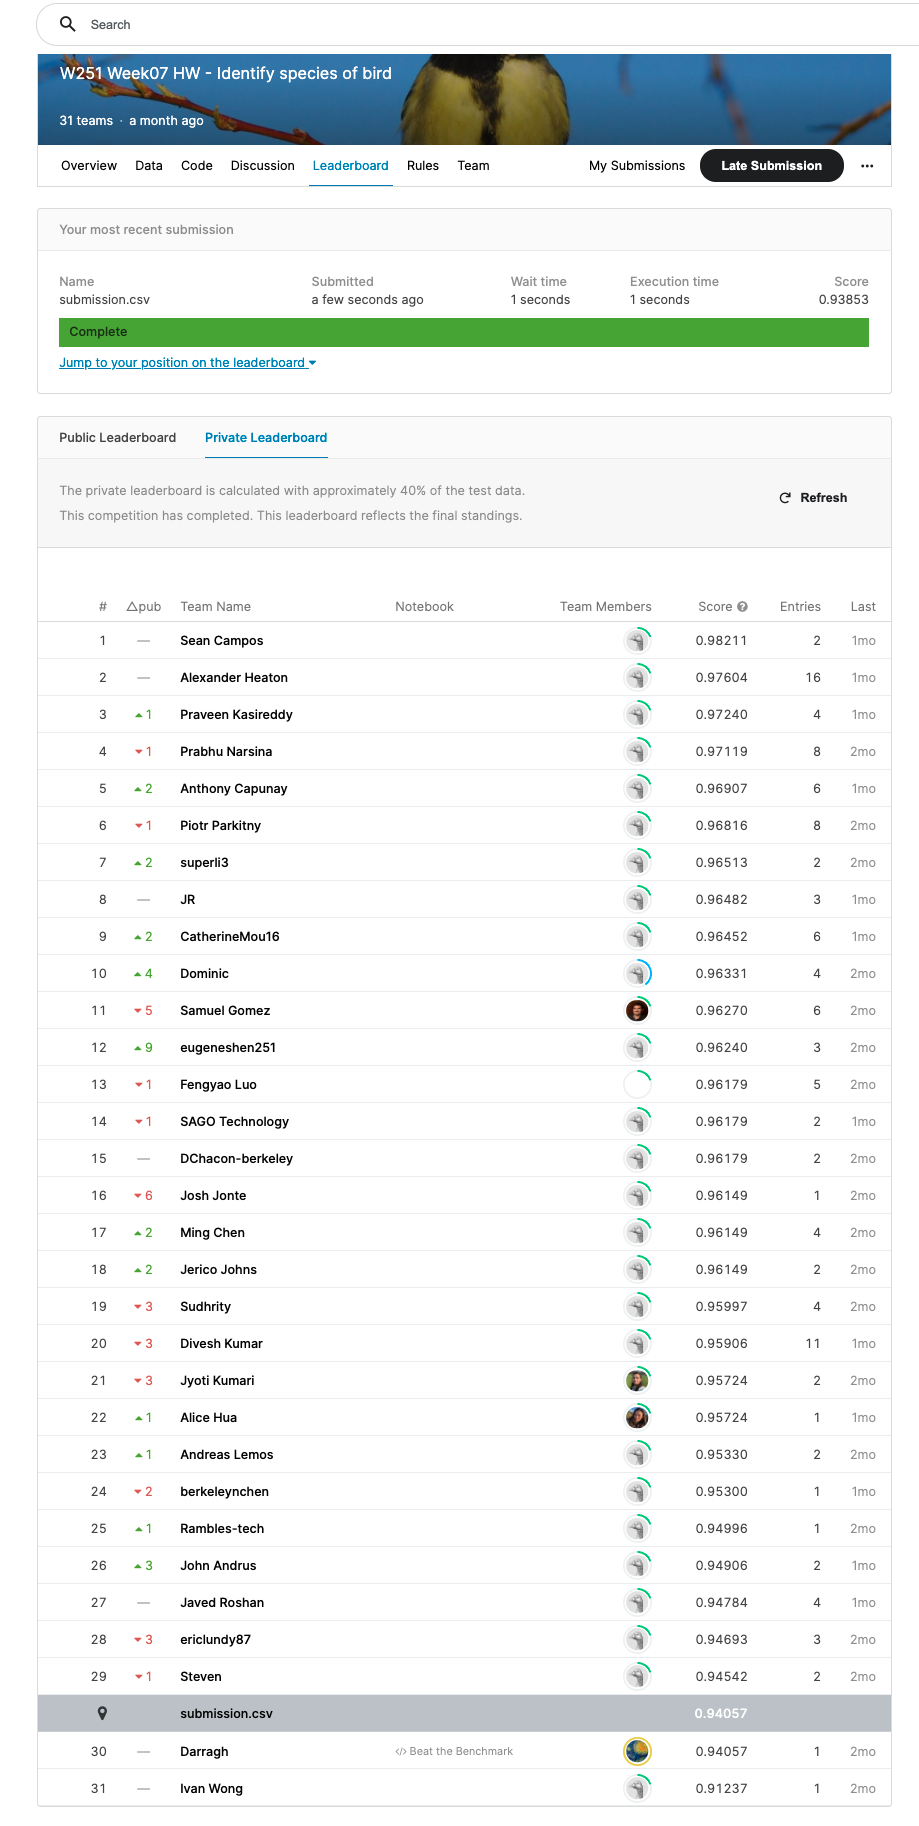 Search
W251 Week07 HW - Identify species of bird
31 teams · a month ago
Overview Data Code Discussion Leaderboard Rules Team My Submissions Late Submission ...
Your most recent submission
Name Submitted Wait time Execution time Score
submission.csv a few seconds ago 1 seconds 1 seconds 0.93853
Complete
Jump to your position on the leaderboard
Public Leaderboard Private Leaderboard
The private leaderboard is calculated with approximately 40% of the test data.
Refresh
This competition has completed. This leaderboard reflects the final standings.
# △pub Team Name Notebook Team Members Score Entries Last
1 — Sean Campos 0.98211 2 1mo
2 — Alexander Heaton 0.97604 16 1mo
3 ▲1 Praveen Kasireddy 0.97240 4 1mo
4 ▼1 Prabhu Narsina 0.97119 8 2mo
5 ▲2 Anthony Capunay 0.96907 6 1mo
6 ▼1 Piotr Parkitny 0.96816 8 2mo
7 ▲2 superli3 0.96513 2 2mo
8 — JR 0.96482 3 1mo
9 ▲2 CatherineMou16 0.96452 6 1mo
10 ▲4 Dominic 0.96331 4 2mo
11 ▼5 Samuel Gomez 0.96270 6 2mo
12 ▲9 eugeneshen251 0.96240 3 2mo
13 ▼1 Fengyao Luo 0.96179 5 2mo
14 ▼1 SAGO Technology 0.96179 2 1mo
15 — DChacon-berkeley 0.96179 2 2mo
16 ▼6 Josh Jonte 0.96149 1 2mo
17 ▲2 Ming Chen 0.96149 4 2mo
18 ▲2 Jerico Johns 0.96149 2 2mo
19 ▼3 Sudhrity 0.95997 4 2mo
20 ▼3 Divesh Kumar 0.95906 11 1mo
21 ▼3 Jyoti Kumari 0.95724 2 2mo
22 ▲1 Alice Hua 0.95724 1 1mo
23 ▲1 Andreas Lemos 0.95330 2 2mo
24 ▼2 berkeleynchen 0.95300 1 1mo
25 ▲1 Rambles-tech 0.94996 1 2mo
26 ▲3 John Andrus 0.94906 2 1mo
27 — Javed Roshan 0.94784 4 1mo
28 ▼3 ericlundy87 0.94693 3 2mo
29 ▼1 Steven 0.94542 2 2mo
submission.csv 0.94057
30 — Darragh </> Beat the Benchmark 0.94057 1 2mo
31 — Ivan Wong 0.91237 1 2mo